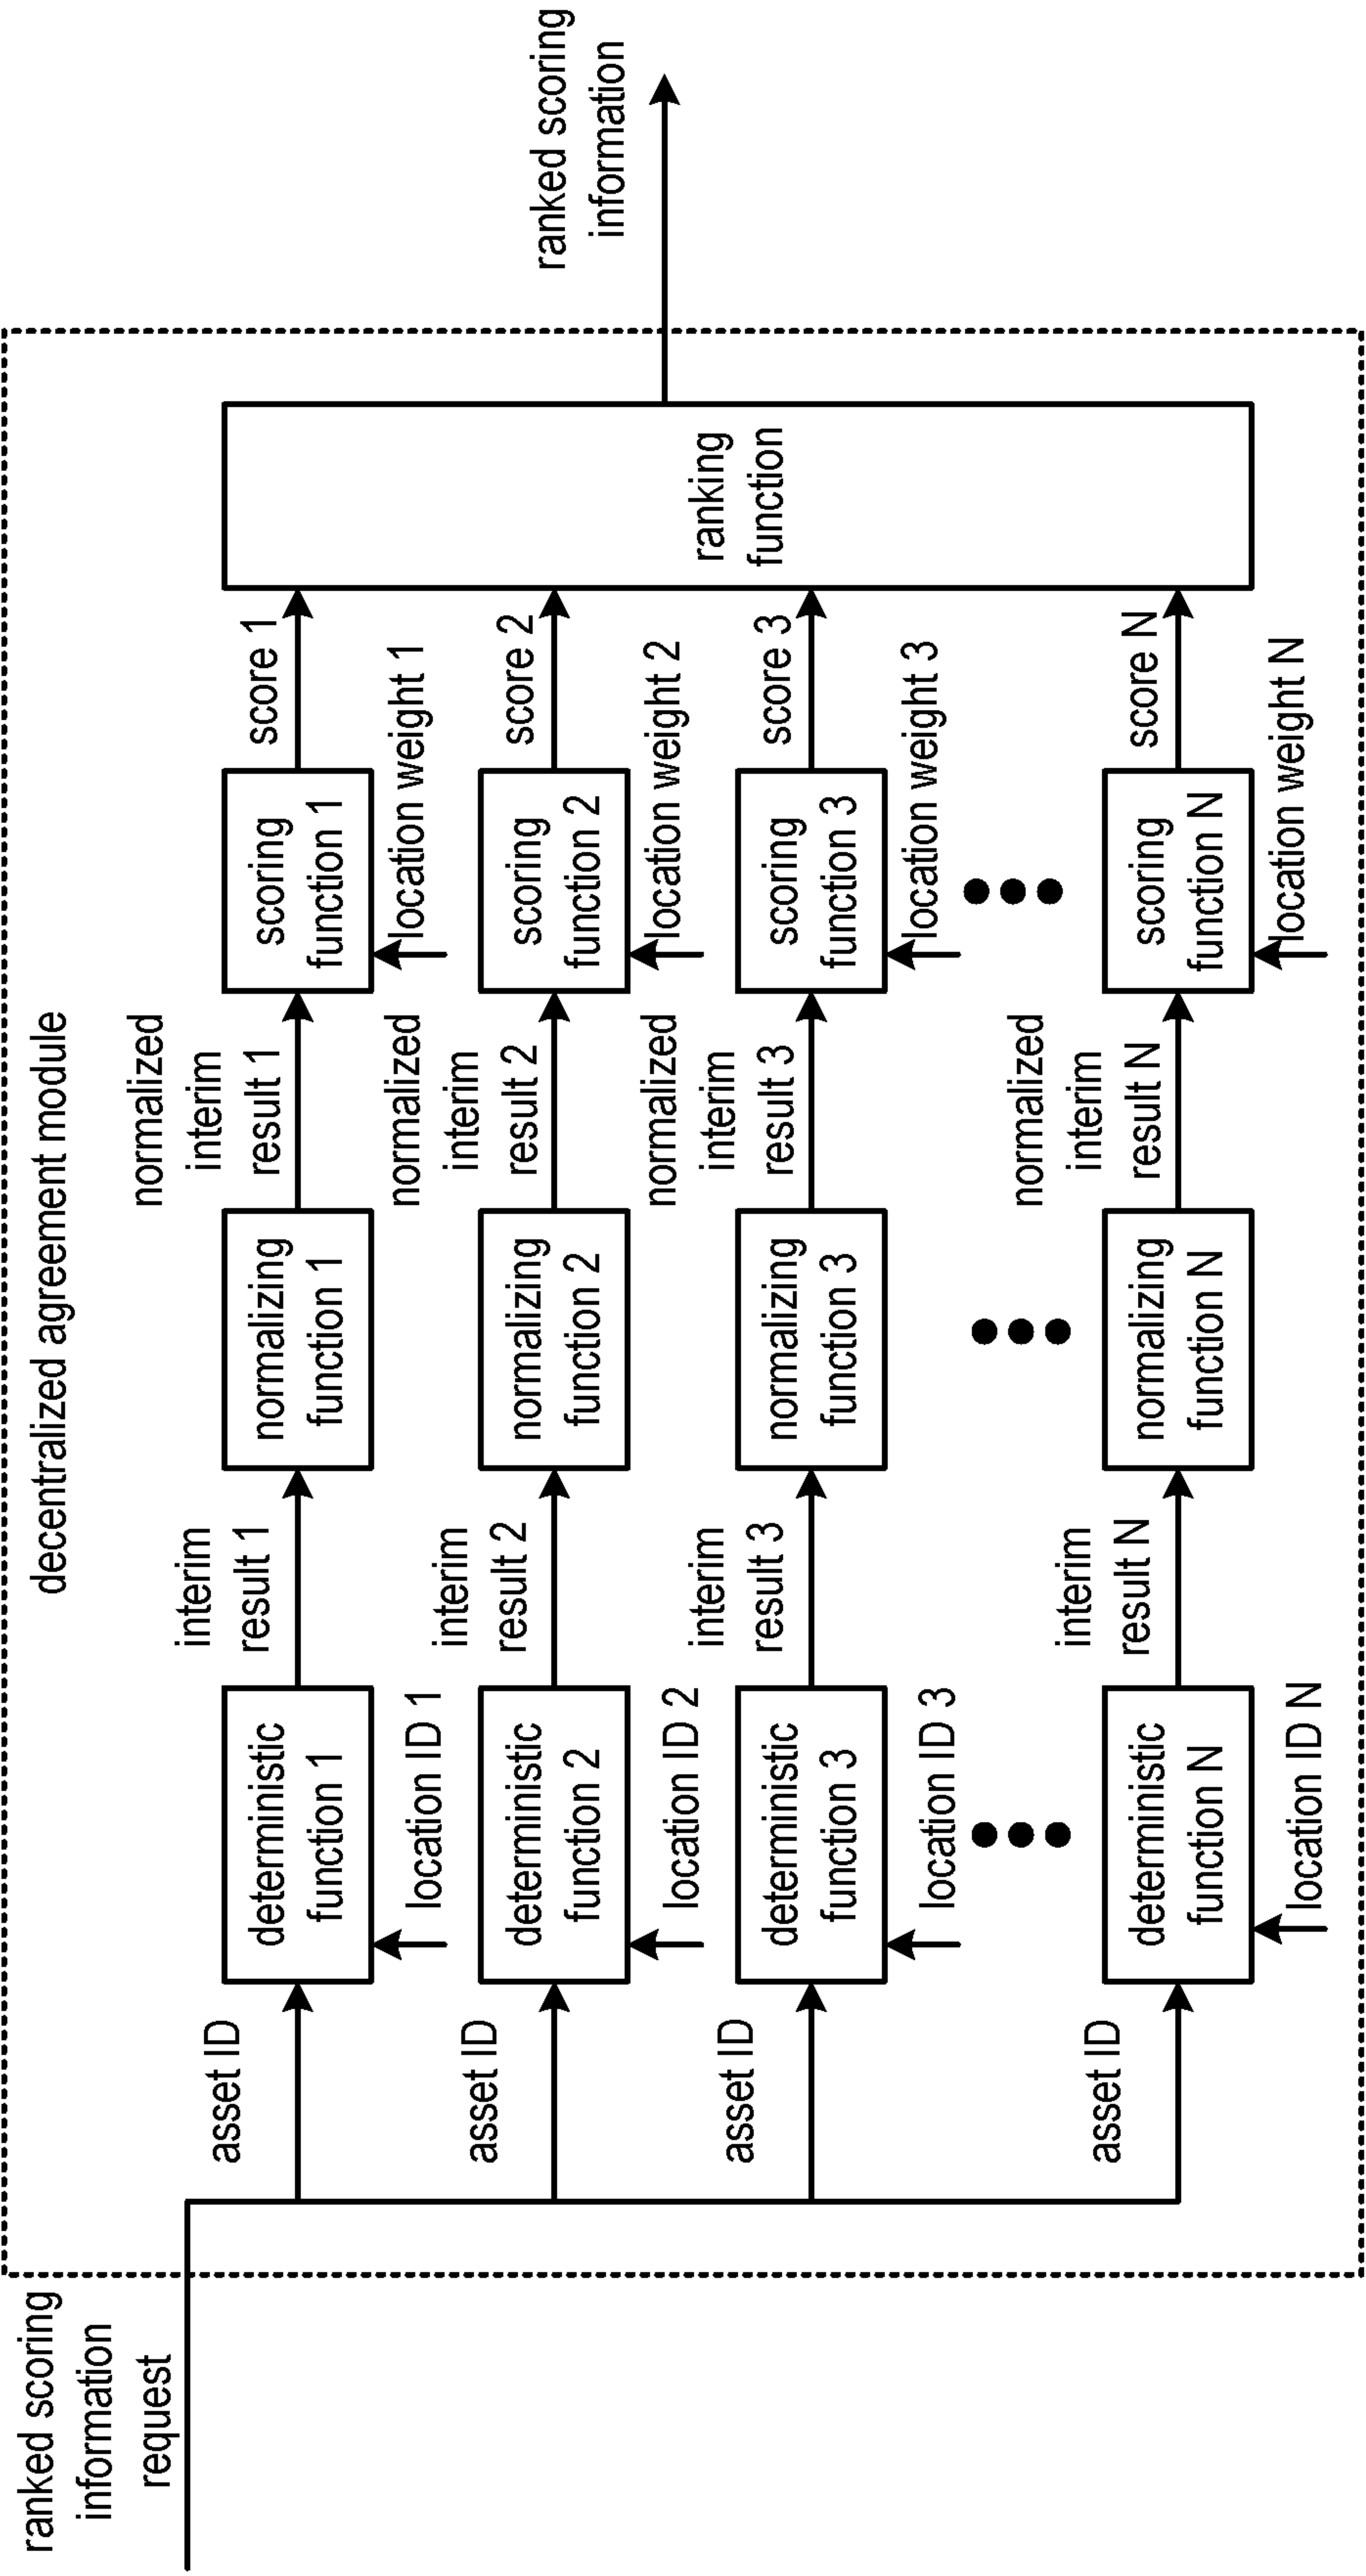 decentralized agreement module
ranked scoring
information
request
asset ID
deterministic
function 1
location ID 1
interim
result 1
normalizing
function 1
normalized
interim
result 1
scoring
function 1
location weight 1
score 1
asset ID
deterministic
function 2
location ID 2
interim
result 2
normalizing
function 2
normalized
interim
result 2
scoring
function 2
location weight 2
score 2
asset ID
deterministic
function 3
location ID 3
interim
result 3
normalizing
function 3
normalized
interim
result 3
scoring
function 3
location weight 3
score 3
asset ID
deterministic
function N
location ID N
interim
result N
normalizing
function N
normalized
interim
result N
scoring
function N
location weight N
score N
ranking
function
ranked scoring
information